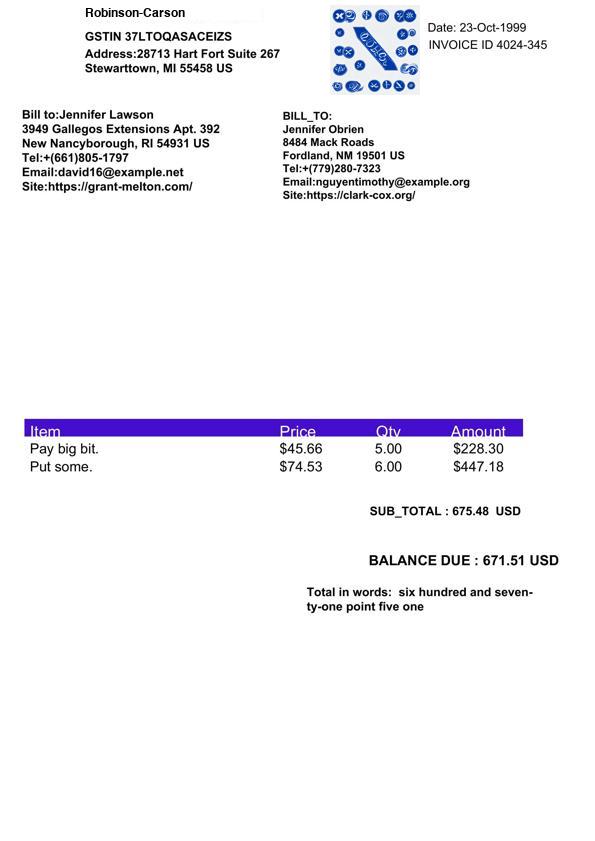 Robinson-Carson
GSTIN 37LTOQASACEIZS
Address:28713 Hart Fort Suite 267
Stewarttown, MI 55458 US
Date: 23-Oct-1999
INVOICE ID 4024-345
Bill to:Jennifer Lawson
3949 Gallegos Extensions Apt. 392
New Nancyborough, RI 54931 US
Tel:+(661)805-1797
Email:david16@example.net
Site:https://grant-melton.com/
BILL_TO:
Jennifer Obrien
8484 Mack Roads
Fordland, NM 19501 US
Tel:+(779)280-7323
Email:nguyentimothy@example.org
Site:https://clark-cox.org/
Item Price Qty Amount
Pay big bit. $45.66 5.00 $228.30
Put some. $74.53 6.00 $447.18
SUB_TOTAL : 675.48 USD
BALANCE DUE : 671.51 USD
Total in words: six hundred and seven-
ty-one point five one